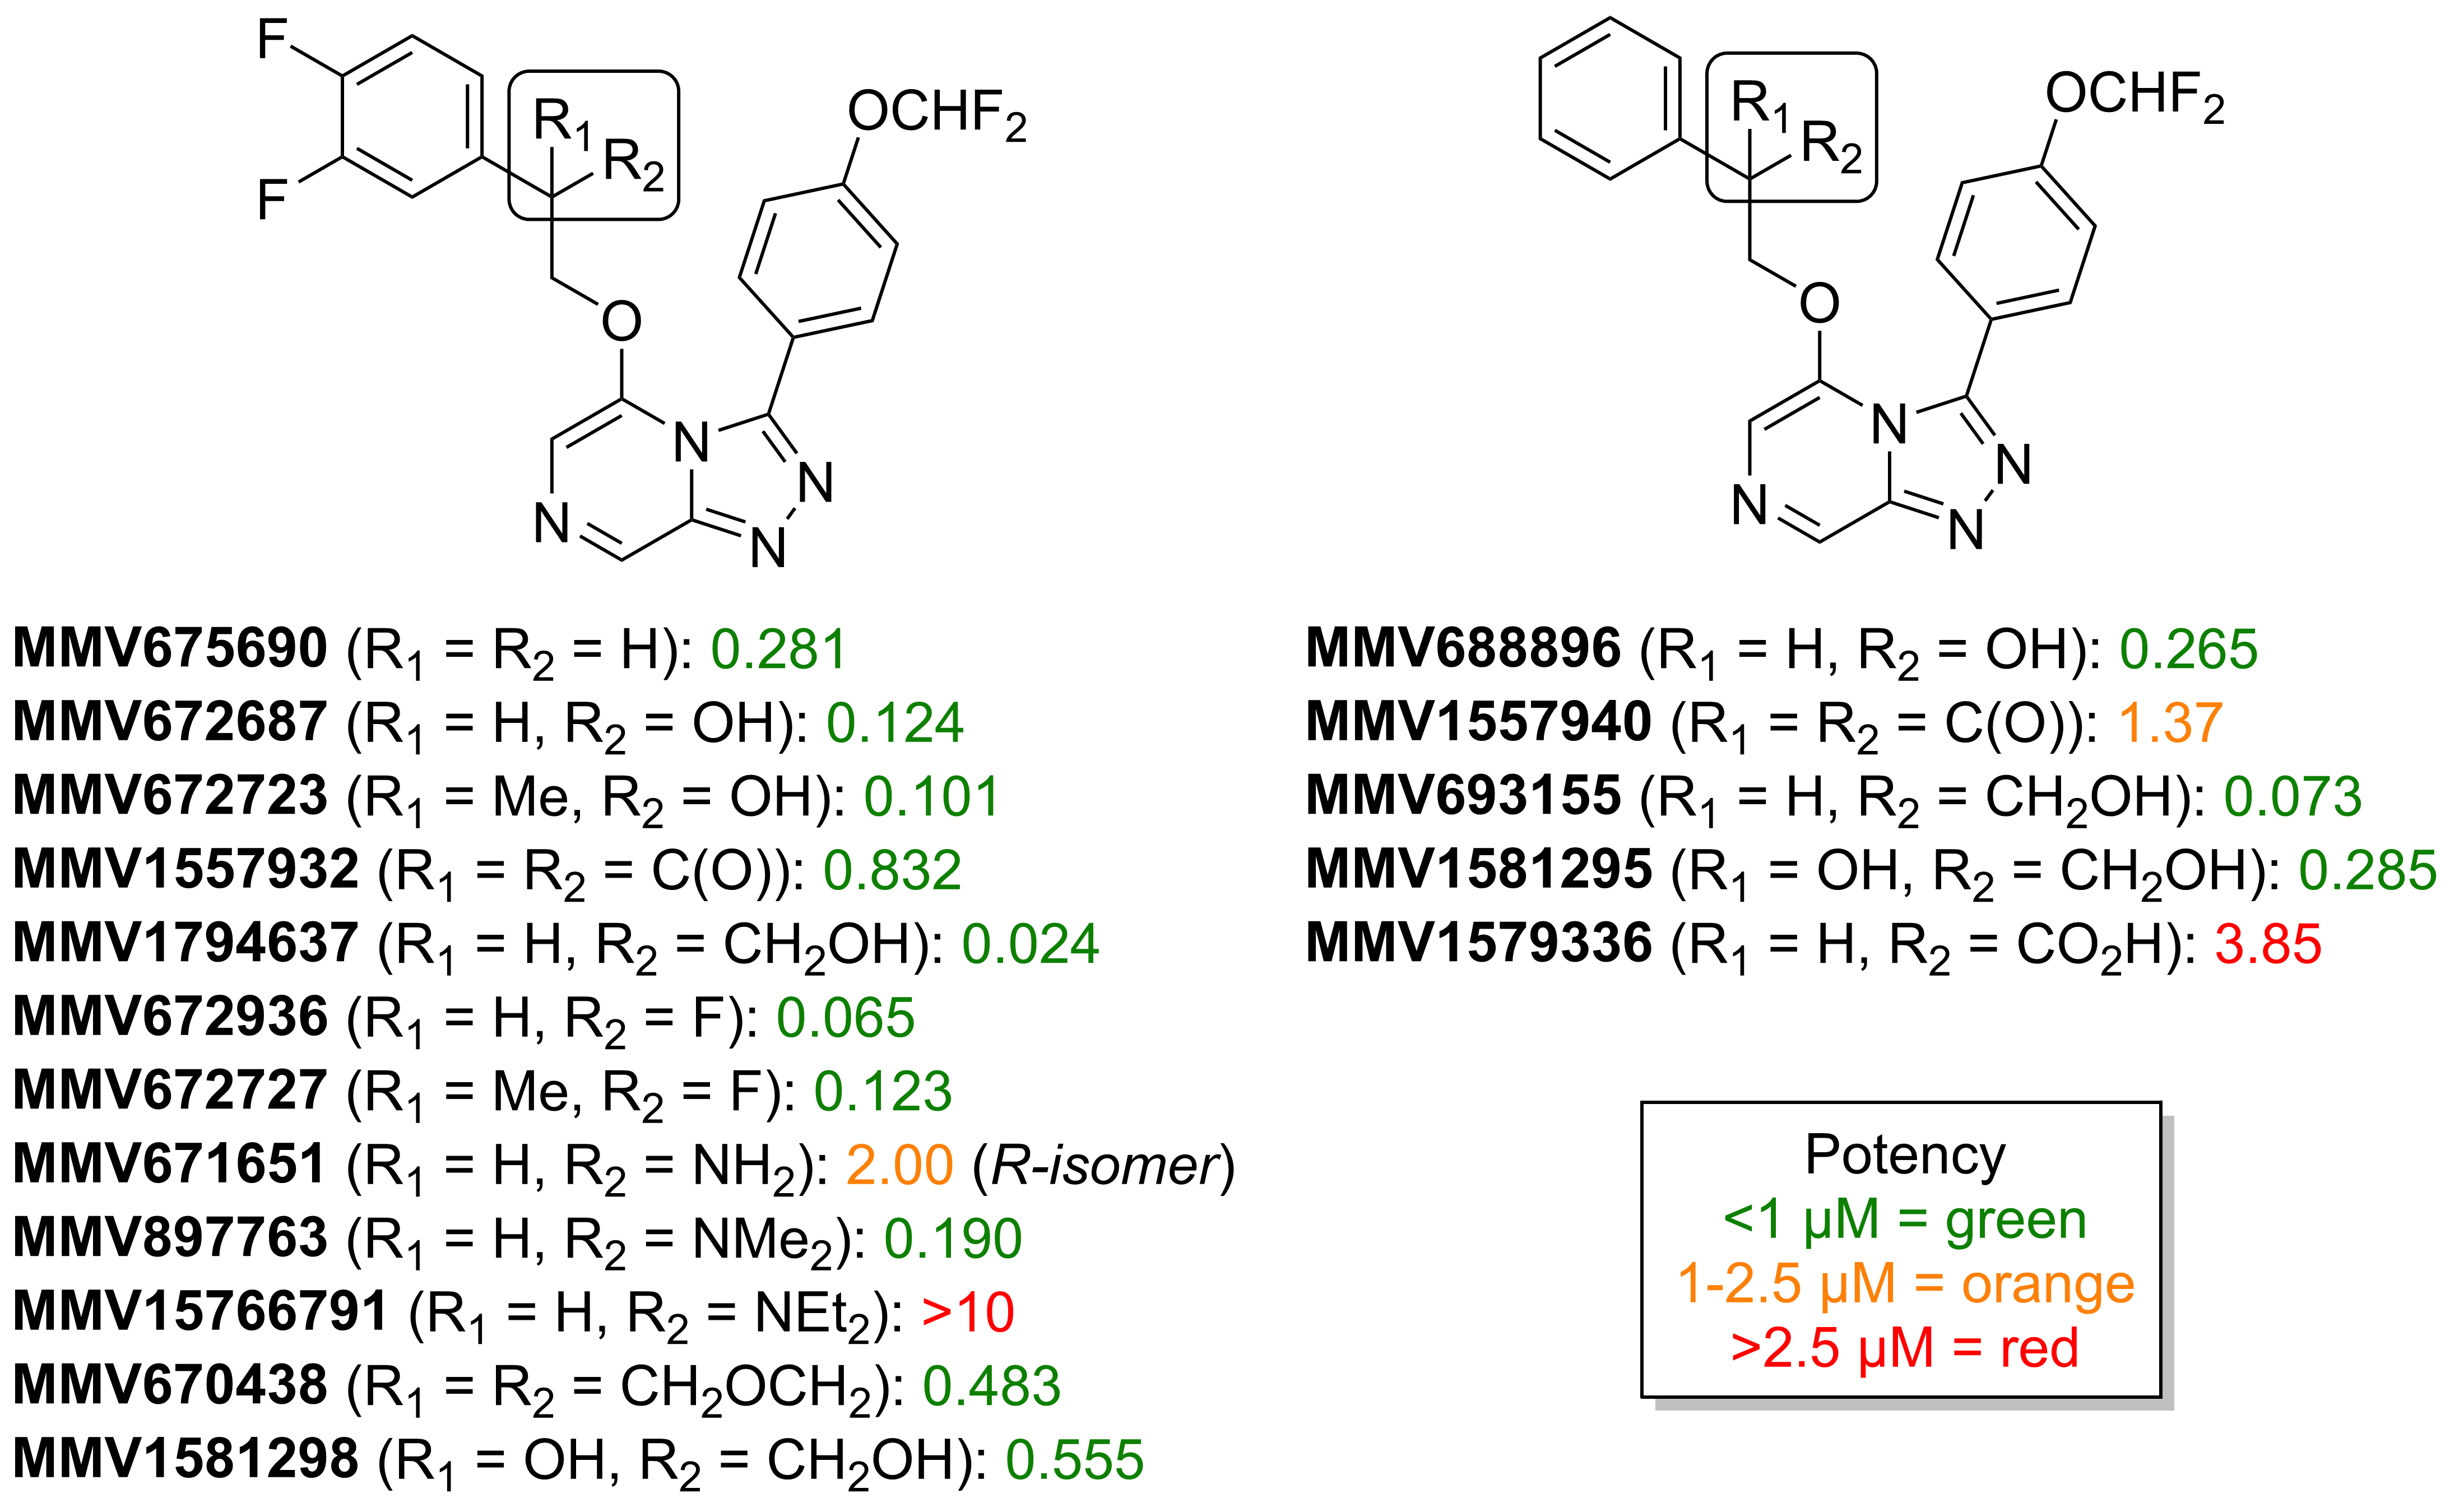 F
F
R1
R2
OCHF2
O
N
N
N
N
R1
R2
OCHF2
O
N
N
N
N
MMV675690 (R1 = R2 = H): 0.281
MMV672687 (R1 = H, R2 = OH): 0.124
MMV672723 (R1 = Me, R2 = OH): 0.101
MMV1557932 (R1 = R2 = C(O)): 0.832
MMV1794637 (R1 = H, R2 = CH2OH): 0.024
MMV672936 (R1 = H, R2 = F): 0.065
MMV672727 (R1 = Me, R2 = F): 0.123
MMV671651 (R1 = H, R2 = NH2): 2.00 (R-isomer)
MMV897763 (R1 = H, R2 = NMe2): 0.190
MMV15766791 (R1 = H, R2 = NEt2): >10
MMV670438 (R1 = R2 = CH2OCH2): 0.483
MMV1581298 (R1 = OH, R2 = CH2OH): 0.555
MMV688896 (R1 = H, R2 = OH): 0.265
MMV1557940 (R1 = R2 = C(O)): 1.37
MMV693155 (R1 = H, R2 = CH2OH): 0.073
MMV1581295 (R1 = OH, R2 = CH2OH): 0.285
MMV1579336 (R1 = H, R2 = CO2H): 3.85
Potency
<1 µM = green
1-2.5 µM = orange
>2.5 µM = red